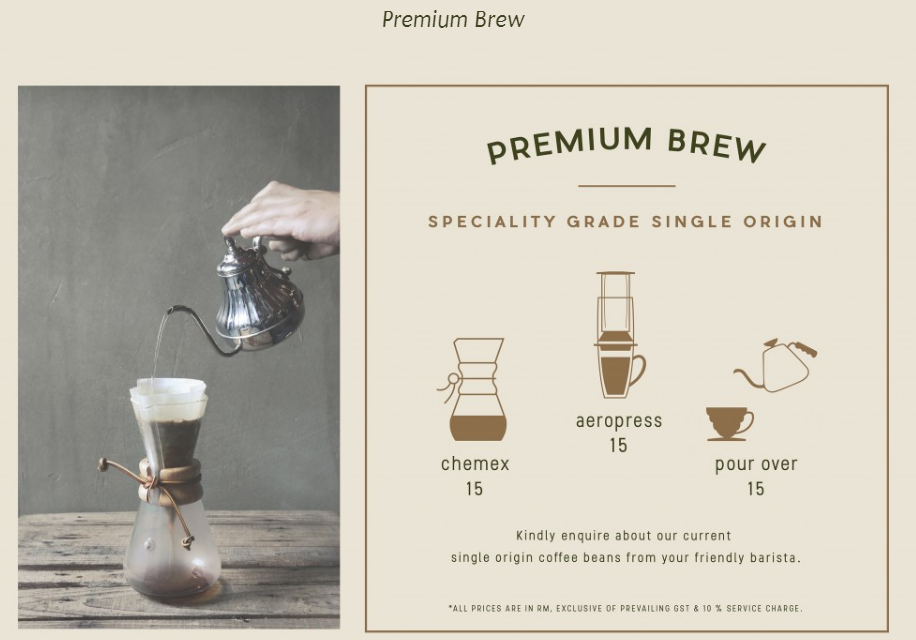 Premium Brew
PREMIUM BREW
SPECIALITY GRADE SINGLE ORIGIN
aeropress
15
chemex
15
pour over
15
Kindly enquire about our current
single origin coffee beans from your friendly barista.
*ALL PRICES ARE IN RM, EXCLUSIVE OF PREVAILING GST & 10 % SERVICE CHARGE.